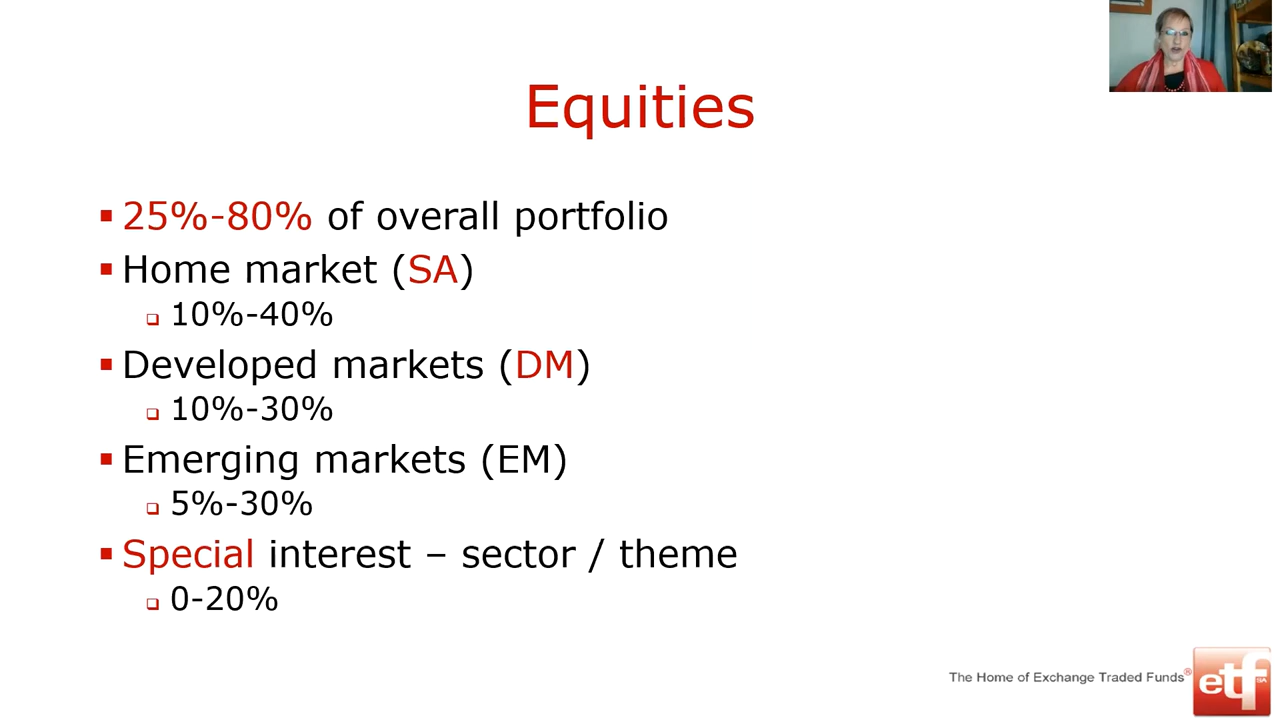 Equities
25%-80% of overall portfolio
Home market (SA)
10%-40%
Developed markets (DM)
10%-30%
Emerging markets (EM)
5%-30%
Special interest – sector / theme
0-20%
The Home of Exchange Traded Funds®
etf
SA